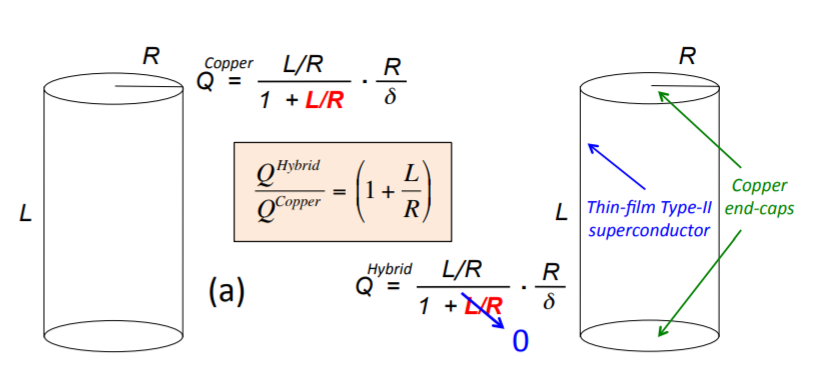 R
L
Q^Copper = (L/R)/(1 + L/R) · R/δ
Q^Hybrid/Q^Copper = (1 + L/R)
(a)
Q^Hybrid = (L/R)/(1 + L/R) · R/δ
0
R
L
Thin-film Type-II
superconductor
Copper
end-caps